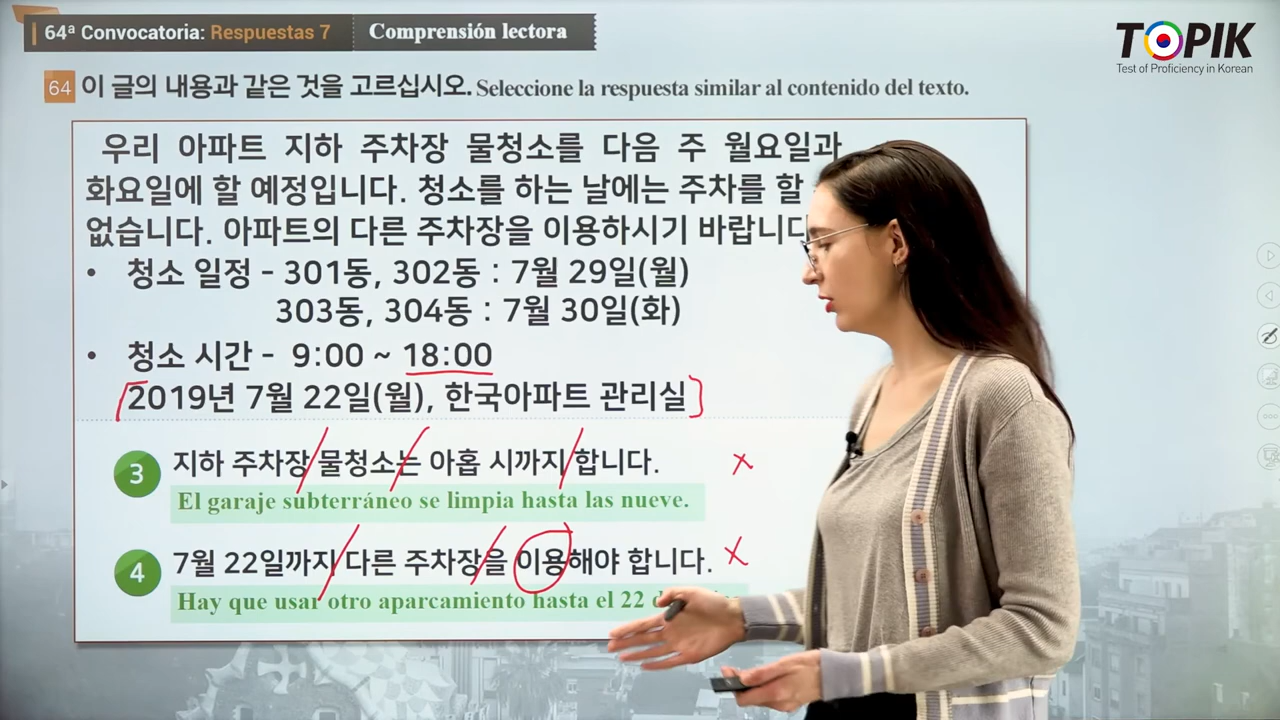 64ª Convocatoria: Respuestas 7 Comprensión lectora
TOPIK
Test of Proficiency in Korean
64 이 글의 내용과 같은 것을 고르십시오. Seleccione la respuesta similar al contenido del texto.
우리 아파트 지하 주차장 물청소를 다음 주 월요일과
화요일에 할 예정입니다. 청소를 하는 날에는 주차를 할
없습니다. 아파트의 다른 주차장을 이용하시기
• 청소 일정 - 301동, 302동 : 7월 29일(월)
303동, 304동 : 7월 30일(화)
• 청소 시간 - 9:00 ~ 18:00
2019년 7월 22일(월), 한국아파트 관리실
3 지하 주차장 물청소는 아홉 시까지 합니다.
El garaje subterráneo se limpia hasta las nueve.
4 7월 22일까지 다른 주차장을 이용해야 합니다.
Hay que usar otro aparcamiento hasta el 22